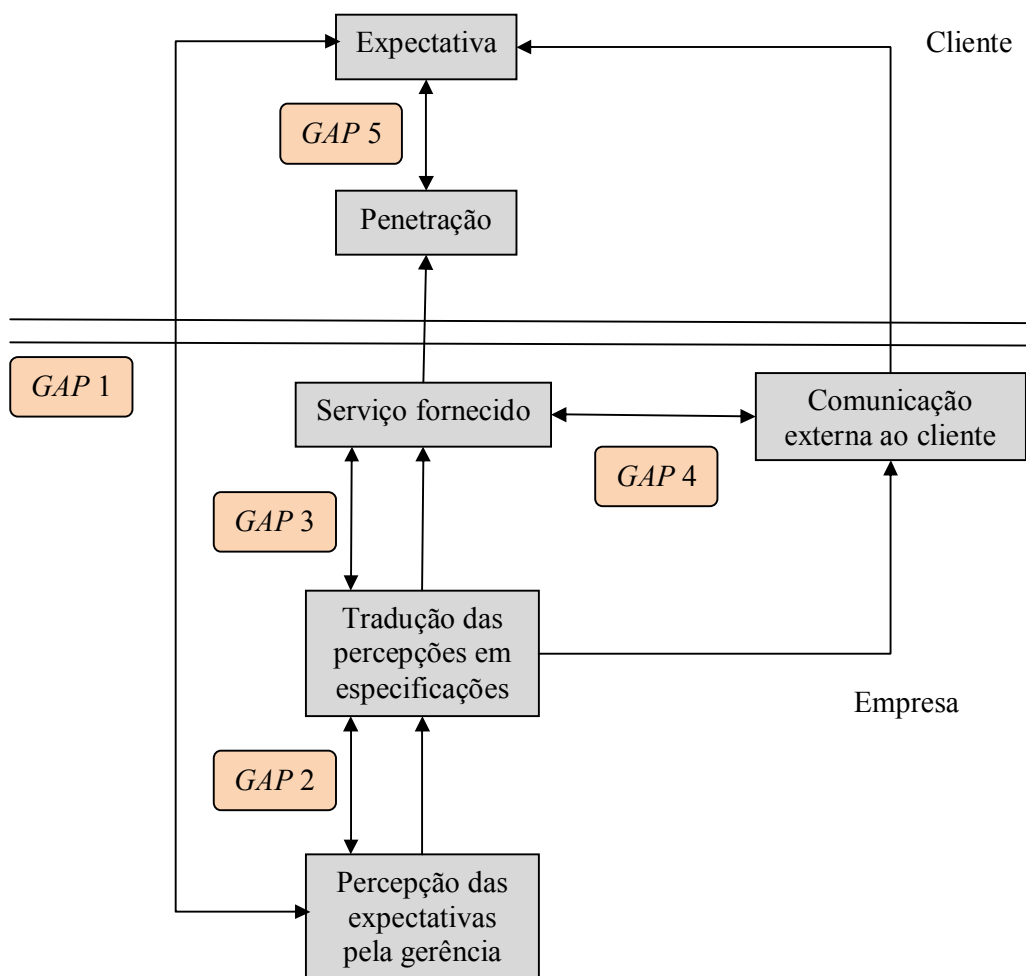 Expectativa
Cliente
GAP 5
Penetração
GAP 1
Serviço fornecido
Comunicação
externa ao cliente
GAP 4
GAP 3
Tradução das
percepções em
especificações
Empresa
GAP 2
Percepção das
expectativas
pela gerência